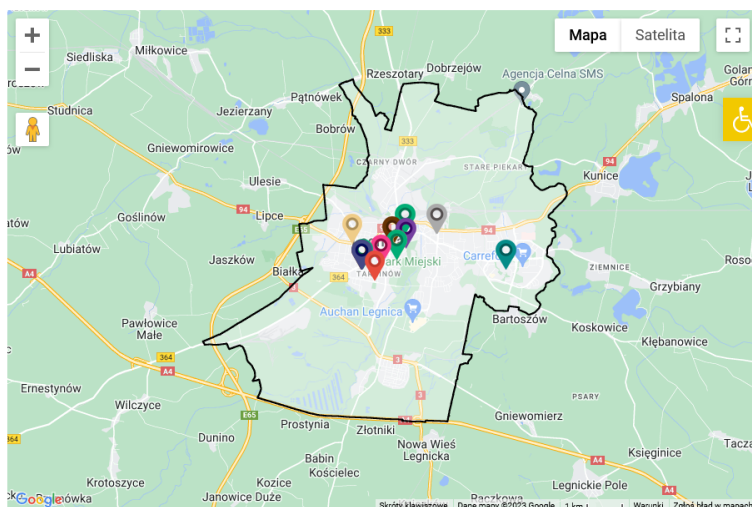 333
Mapa
Satelita
Siedliska
Miłkowice
Rzeszotary
Dobrzejów
Agencja Celna SMS
Pątnówek
Spalona
Studnica
Jezierzany
Bobrów
333
Gniewomirowice
CZARNY DWÓR
STARE PIEKAR
94
Kunice
Ulesie
94
Lipce
E65
94
Goślinów
Lubiatów
Jaszków
Białka
364
Park Miejski
TARNINÓW
Carrefour
ZIEMNICE
A4
Grzybiany
Auchan Legnica
Pawłowice
Małe
Bartoszów
Koskowice
Kłębanowice
364
A4
3
Ernestynów
Wilczyce
E65
3
PSARY
Prostynia
Złotniki
Gniewomierz
Dunino
Nowa Wieś
Legnicka
Babin
Kościelec
A4
Księginice
Krotoszyce
Kozice
Janowice Duże
Legnickie Pole
A4
Google
Skróty klawiszowe
Dane mapy ©2023 Google
1 km
Warunki
Zgłoś błąd w mapach